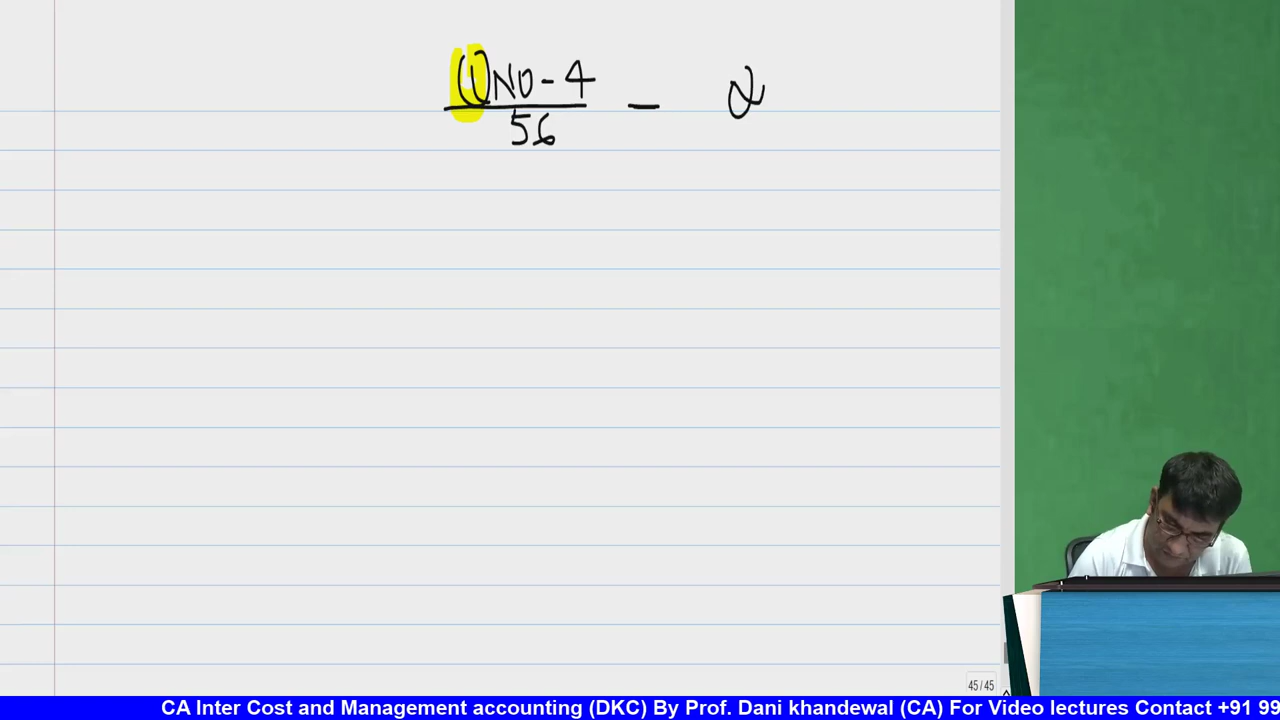 (1) NO - 4 -
56
45/45
CA Inter Cost and Management accounting (DKC) By Prof. Dani khandewal (CA) For Video lectures Contact +91 99